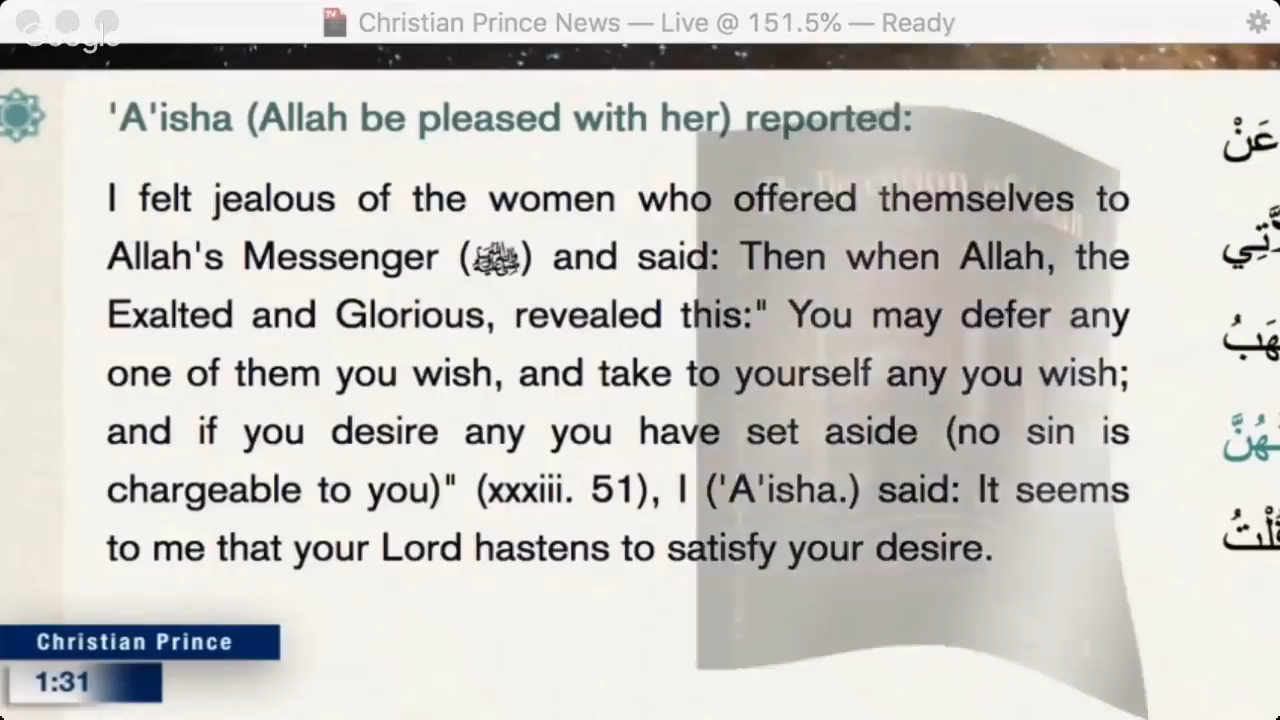 Christian Prince News — Live @ 151.5% — Ready
Google
'A'isha (Allah be pleased with her) reported:
عَنْ
I felt jealous of the women who offered themselves to
Allah's Messenger (ﷺ) and said: Then when Allah, the
Exalted and Glorious, revealed this:" You may defer any
one of them you wish, and take to yourself any you wish;
and if you desire any you have set aside (no sin is
chargeable to you)" (xxxiii. 51), I ('A'isha.) said: It seems
to me that your Lord hastens to satisfy your desire.
Christian Prince
1:31